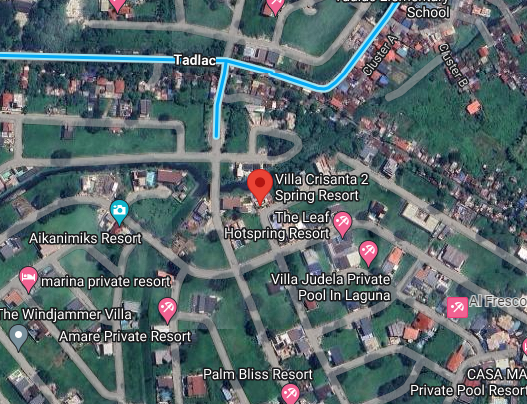 Tadlac Elementary
School
Cluster A
Tadlac
Cluster B
Villa Crisanta 2
Spring Resort
The Leaf
Hotspring Resort
Aikanimiks Resort
Villa Judela Private
Pool In Laguna
marina private resort
Al Fresco
The Windjammer Villa
Amare Private Resort
Palm Bliss Resort
CASA MA
Private Pool Resort